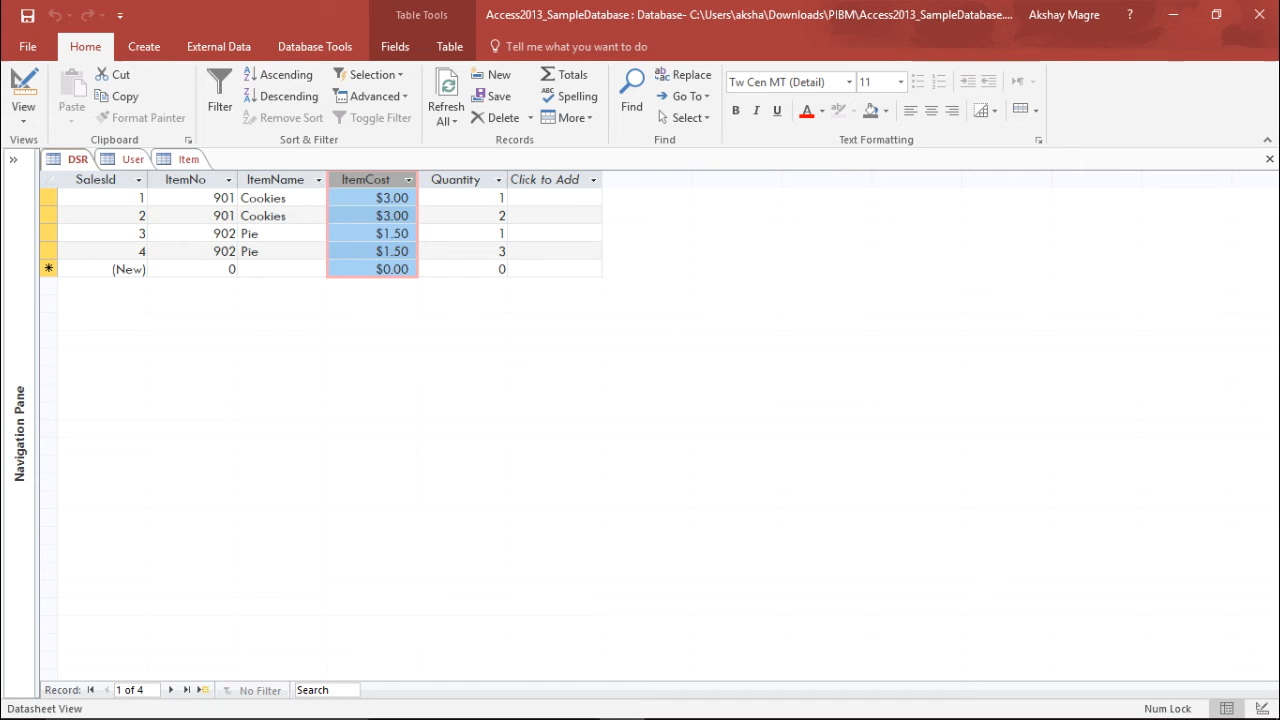 Table Tools
Access2013_SampleDatabase : Database- C:\Users\aksha\Downloads\PIBM\Access2013_SampleDatabase....
Akshay Magre
?
File Home Create External Data Database Tools Fields Table Tell me what you want to do
View
Views
Paste
Cut
Copy
Format Painter
Clipboard
Filter
Ascending
Descending
Remove Sort
Selection
Advanced
Toggle Filter
Sort & Filter
Refresh
All
New
Save
Delete
Totals
Spelling
More
Records
Find
Replace
Go To
Select
Find
Tw Cen MT (Detail) 11
B I U A
Text Formatting
DSR User Item
SalesId ItemNo ItemName ItemCost Quantity Click to Add
1 901 Cookies $3.00 1
2 901 Cookies $3.00 2
3 902 Pie $1.50 1
4 902 Pie $1.50 3
(New) 0 $0.00 0
Navigation Pane
Record: 1 of 4 No Filter Search
Datasheet View
Num Lock